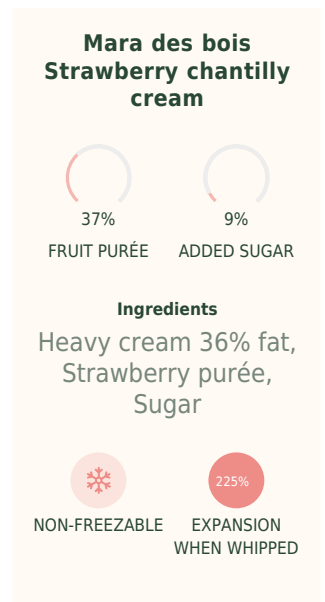 Mara des bois
Strawberry chantilly
cream
37%
9%
FRUIT PURÉE
ADDED SUGAR
Ingredients
Heavy cream 36% fat,
Strawberry purée,
Sugar
225%
NON-FREEZABLE
EXPANSION
WHEN WHIPPED